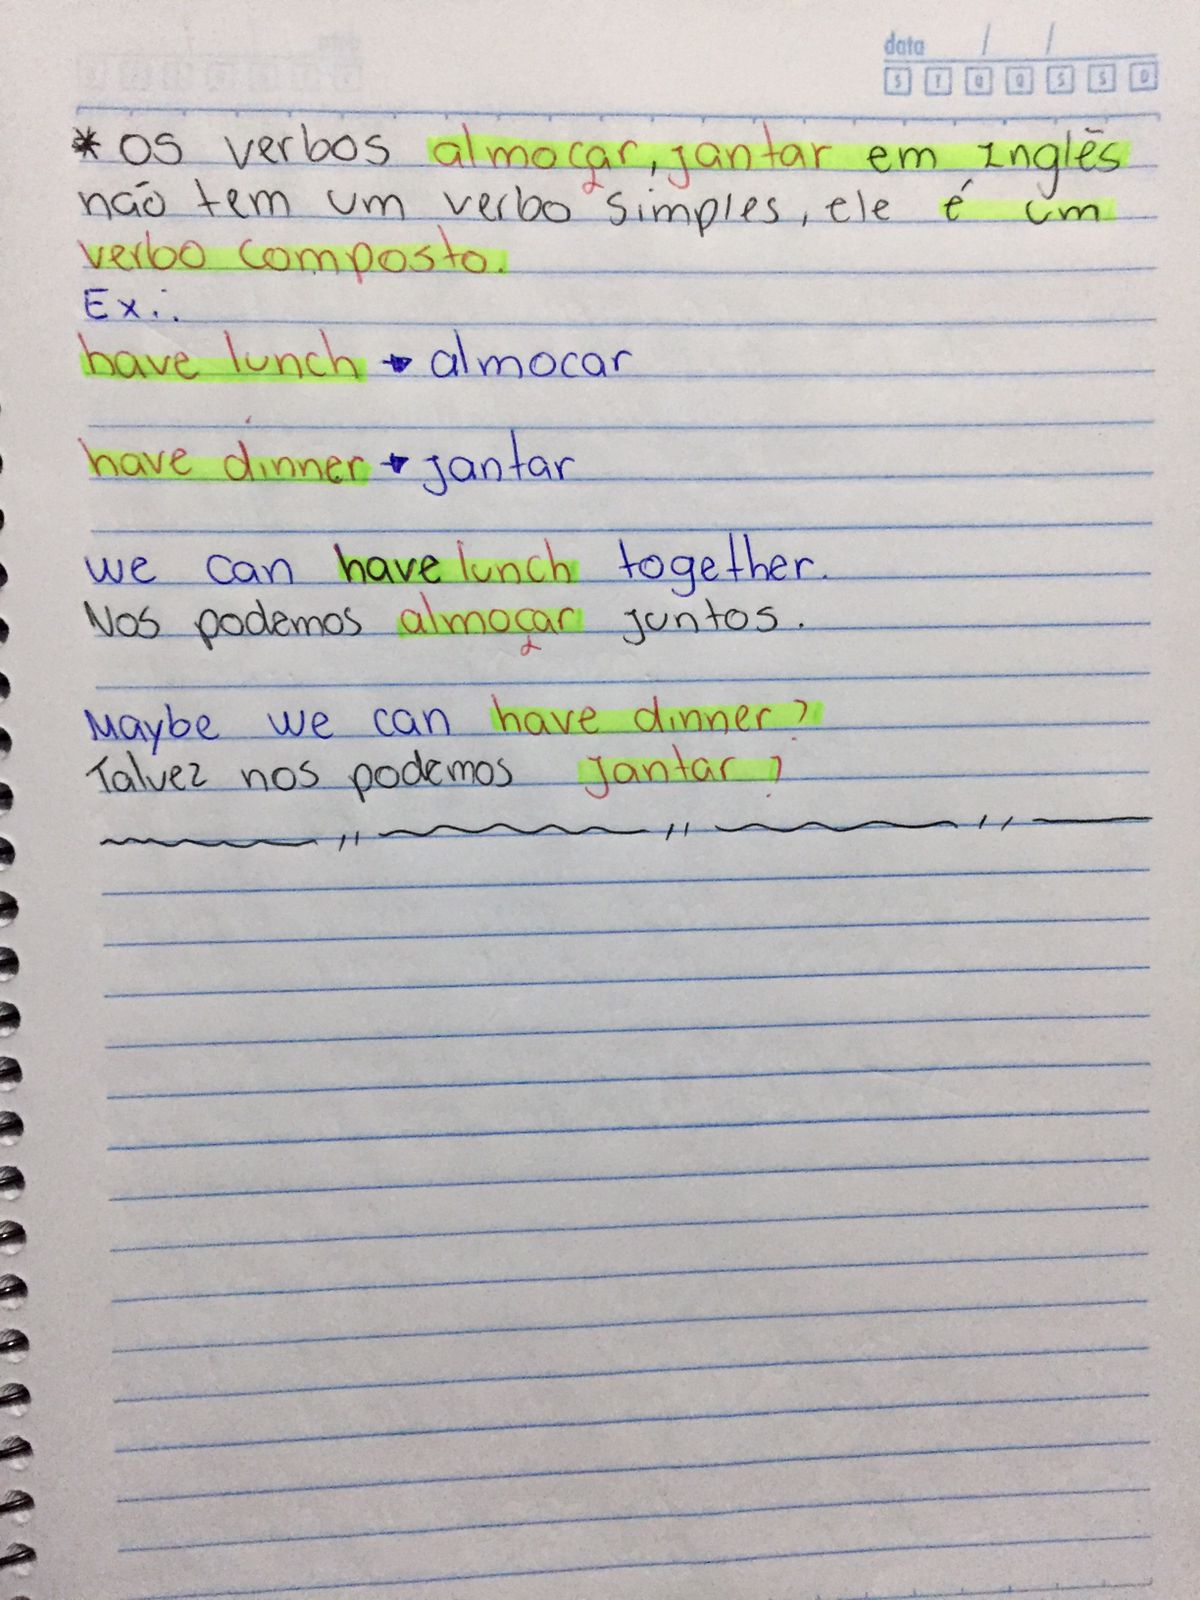 data / /
S T Q Q S S D
* Os verbos almoçar, jantar em Inglês
não tem um verbo simples, ele é um
verbo composto.
Ex.:
have lunch → almocar
have dinner → jantar
we can have lunch together.
Nos podemos almoçar juntos.
Maybe we can have dinner?
Talvez nos podemos jantar?